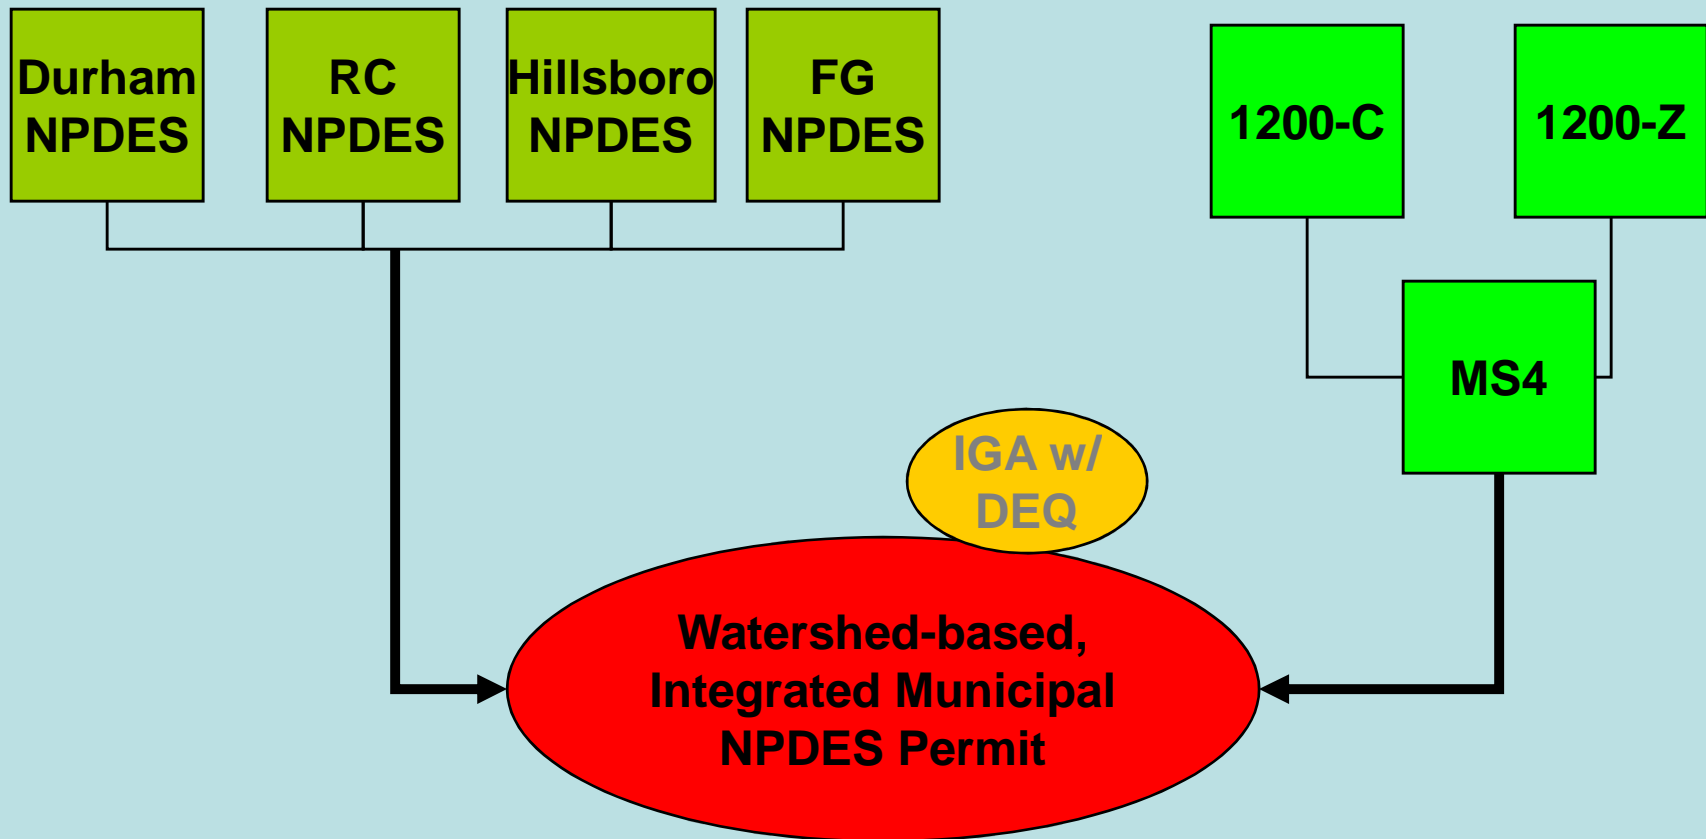 Durham
NPDES
RC
NPDES
Hillsboro
NPDES
FG
NPDES
1200-C
1200-Z
MS4
IGA w/
DEQ
Watershed-based,
Integrated Municipal
NPDES Permit